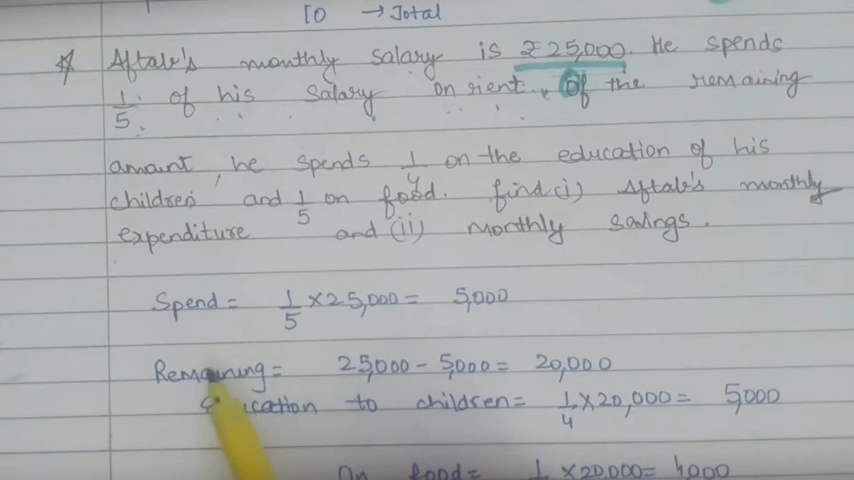 10 → Total
Aftab's monthly salary is ₹25,000. He spends
1/5 of his salary on rient. Of the remaining
amant, he spends 1/4 on the education of his
children and 1/5 on food. find (i) Aftab's monthly
expenditure and (ii) monthly savings.
Spend = 1/5 × 25,000 = 5,000
Remaining = 25,000 - 5,000 = 20,000
ucation to children = 1/4 × 20,000 = 5,000
On food = 1 × 20,000 = 4,000